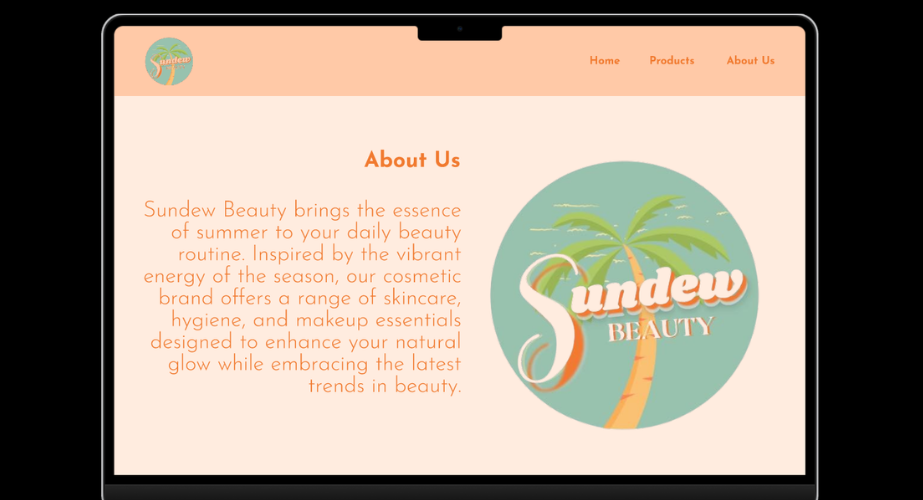 Sundew
Home Products About Us
About Us
Sundew Beauty brings the essence
of summer to your daily beauty
routine. Inspired by the vibrant
energy of the season, our cosmetic
brand offers a range of skincare,
hygiene, and makeup essentials
designed to enhance your natural
glow while embracing the latest
trends in beauty.
Sundew
BEAUTY